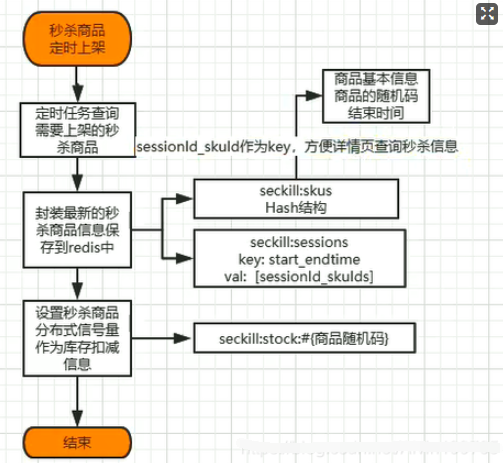 秒杀商品
定时上架
商品基本信息
商品的随机码
结束时间
定时任务查询
需要上架的秒
杀商品
sessionId_skuId作为key，方便详情页查询秒杀信息
封装最新的秒
杀商品信息保
存到redis中
seckill:skus
Hash结构
seckill:sessions
key: start_endtime
val: [sessionId_skuIds]
设置秒杀商品
分布式信号量
作为库存扣减
信息
seckill:stock:#{商品随机码}
结束